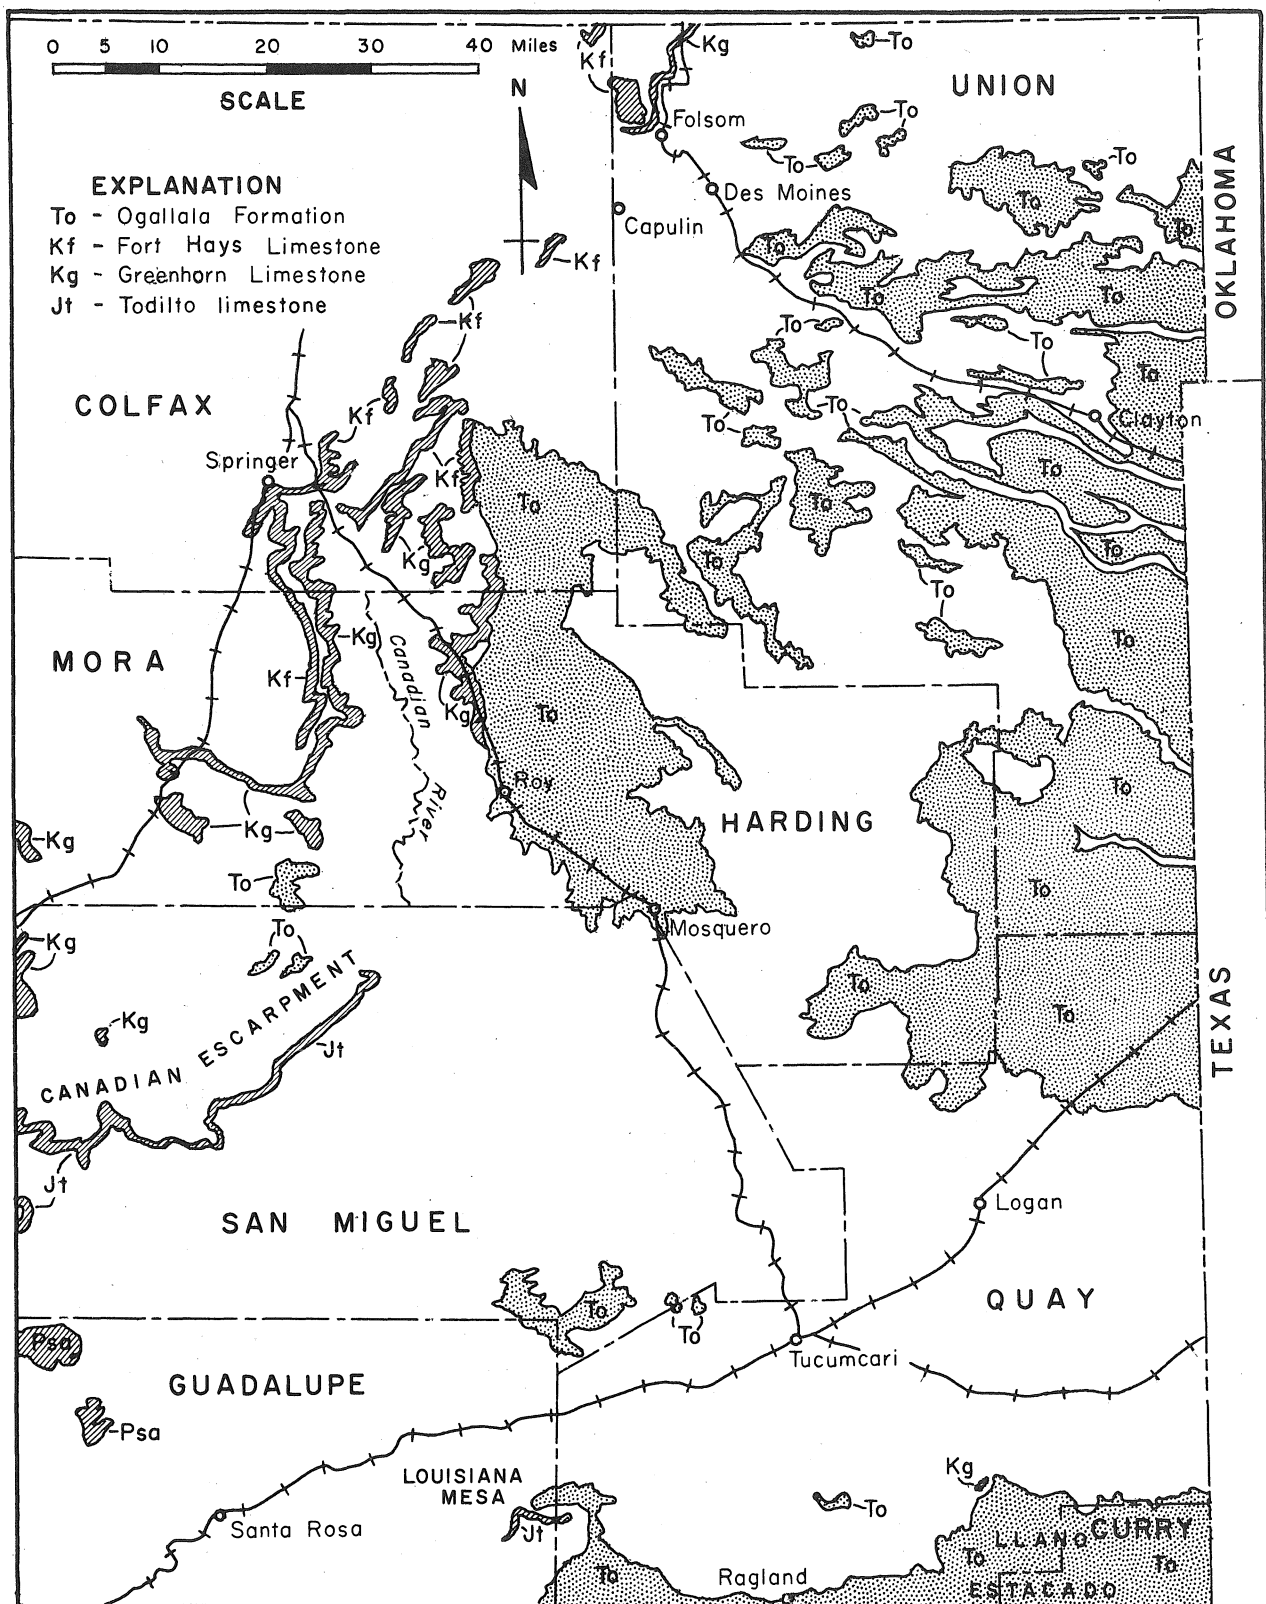 0 5 10 20 30 40 Miles
SCALE
N
EXPLANATION
To - Ogallala Formation
Kf - Fort Hays Limestone
Kg - Greenhorn Limestone
Jt - Todilto limestone
Kf
Kg
To
UNION
Folsom
To
To
To
Des Moines
Capulin
To
To
OKLAHOMA
To
Kf
To
To
Kf
To
To
To
COLFAX
Kf
To
To
Clayton
Springer
Kf
To
To
To
Kg
To
To
To
MORA
Kg
Kf
Canadian
River
Kg
To
To
Roy
To
HARDING
Kg
Kg
To
To
Mosquero
Kg
To
To
To
TEXAS
Kg
CANADIAN ESCARPMENT
Jt
Jt
SAN MIGUEL
Logan
QUAY
To
To
Psa
Tucumcari
GUADALUPE
Psa
LOUISIANA
MESA
Kg
Santa Rosa
Jt
To
LLANO
CURRY
To
To
To
Ragland
ESTACADO